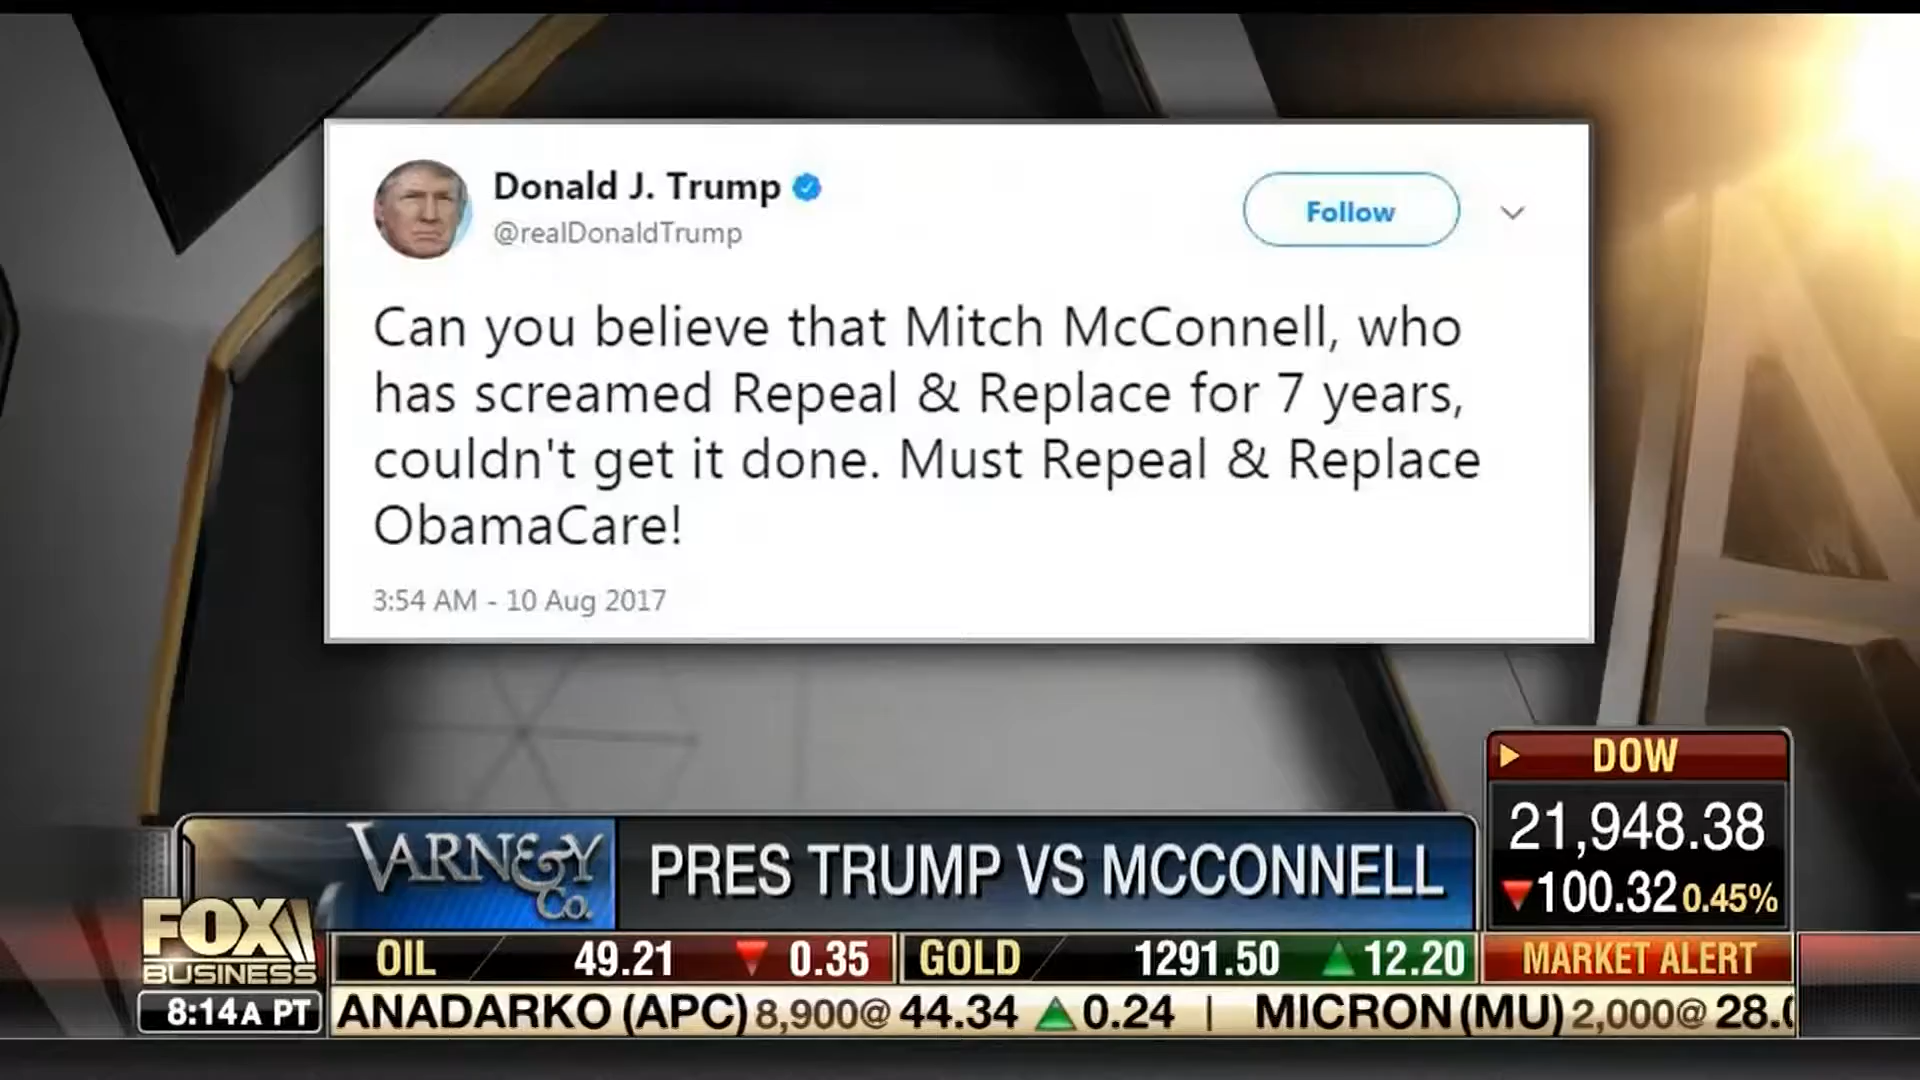 Donald J. Trump
@realDonaldTrump
Follow
Can you believe that Mitch McConnell, who
has screamed Repeal & Replace for 7 years,
couldn't get it done. Must Repeal & Replace
ObamaCare!
3:54 AM - 10 Aug 2017
DOW
21,948.38
100.32 0.45%
VARNEY & Co.
PRES TRUMP VS MCCONNELL
FOX
BUSINESS
OIL 49.21 0.35 GOLD 1291.50 12.20 MARKET ALERT
8:14A PT
ANADARKO (APC) 8,900@ 44.34 0.24 | MICRON (MU) 2,000@ 28.0